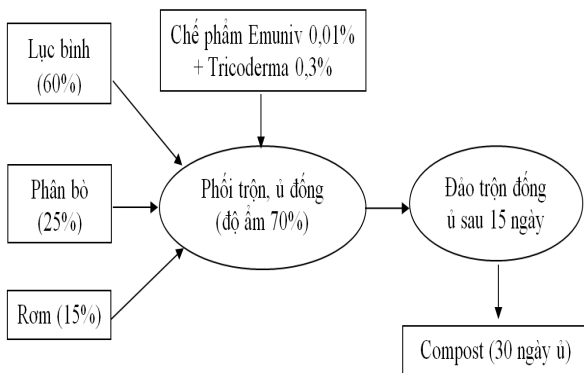 Lục bình
(60%)
Chế phẩm Emuniv 0,01%
+ Tricoderma 0,3%
Phân bò
(25%)
Phối trộn, ủ đống
(độ ẩm 70%)
Đảo trộn đống
ủ sau 15 ngày
Rơm (15%)
Compost (30 ngày ủ)